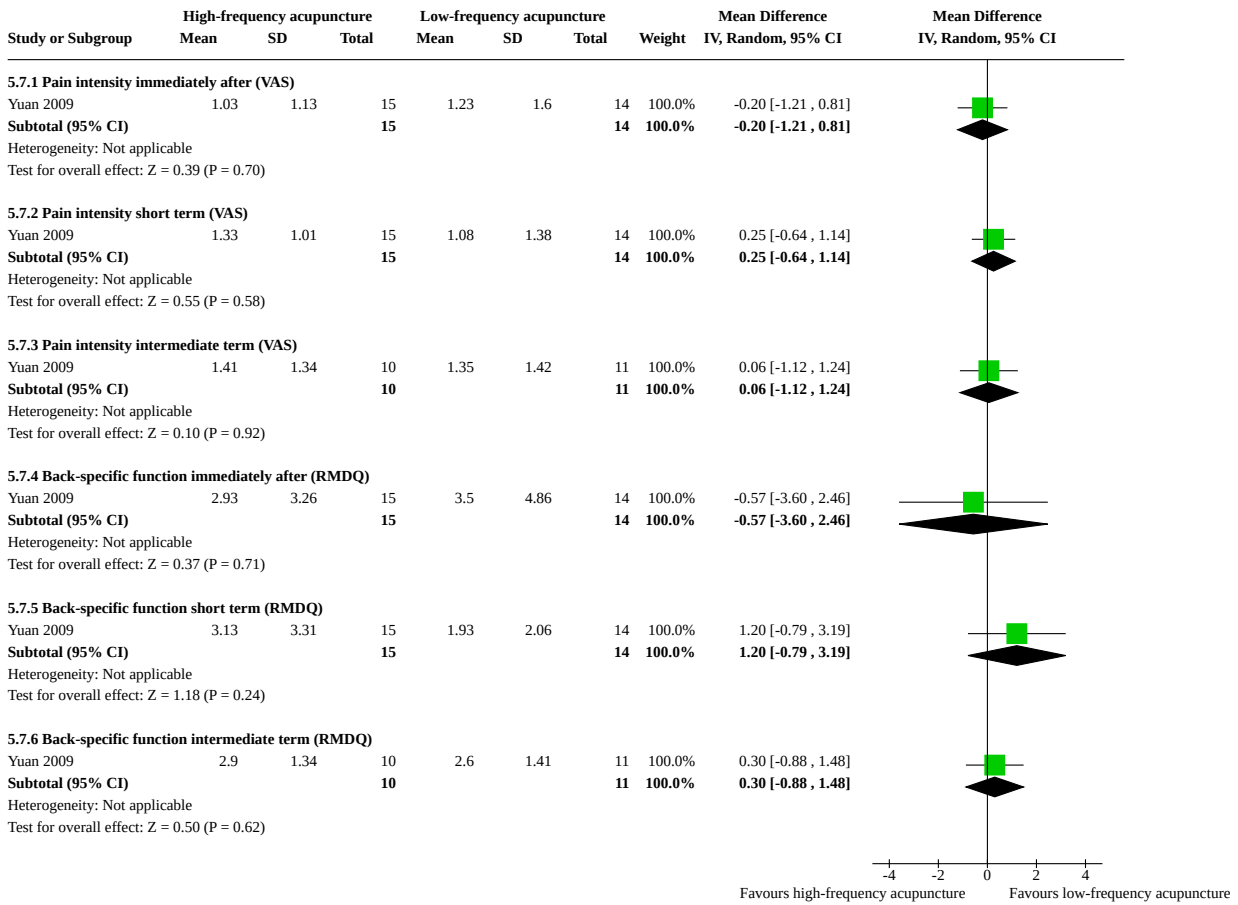 High-frequency acupuncture Low-frequency acupuncture Mean Difference Mean Difference
Study or Subgroup Mean SD Total Mean SD Total Weight IV, Random, 95% CI IV, Random, 95% CI
5.7.1 Pain intensity immediately after (VAS)
Yuan 2009 1.03 1.13 15 1.23 1.6 14 100.0% -0.20 [-1.21 , 0.81]
Subtotal (95% CI) 15 14 100.0% -0.20 [-1.21 , 0.81]
Heterogeneity: Not applicable
Test for overall effect: Z = 0.39 (P = 0.70)
5.7.2 Pain intensity short term (VAS)
Yuan 2009 1.33 1.01 15 1.08 1.38 14 100.0% 0.25 [-0.64 , 1.14]
Subtotal (95% CI) 15 14 100.0% 0.25 [-0.64 , 1.14]
Heterogeneity: Not applicable
Test for overall effect: Z = 0.55 (P = 0.58)
5.7.3 Pain intensity intermediate term (VAS)
Yuan 2009 1.41 1.34 10 1.35 1.42 11 100.0% 0.06 [-1.12 , 1.24]
Subtotal (95% CI) 10 11 100.0% 0.06 [-1.12 , 1.24]
Heterogeneity: Not applicable
Test for overall effect: Z = 0.10 (P = 0.92)
5.7.4 Back-specific function immediately after (RMDQ)
Yuan 2009 2.93 3.26 15 3.5 4.86 14 100.0% -0.57 [-3.60 , 2.46]
Subtotal (95% CI) 15 14 100.0% -0.57 [-3.60 , 2.46]
Heterogeneity: Not applicable
Test for overall effect: Z = 0.37 (P = 0.71)
5.7.5 Back-specific function short term (RMDQ)
Yuan 2009 3.13 3.31 15 1.93 2.06 14 100.0% 1.20 [-0.79 , 3.19]
Subtotal (95% CI) 15 14 100.0% 1.20 [-0.79 , 3.19]
Heterogeneity: Not applicable
Test for overall effect: Z = 1.18 (P = 0.24)
5.7.6 Back-specific function intermediate term (RMDQ)
Yuan 2009 2.9 1.34 10 2.6 1.41 11 100.0% 0.30 [-0.88 , 1.48]
Subtotal (95% CI) 10 11 100.0% 0.30 [-0.88 , 1.48]
Heterogeneity: Not applicable
Test for overall effect: Z = 0.50 (P = 0.62)
-4 -2 0 2 4
Favours high-frequency acupuncture Favours low-frequency acupuncture